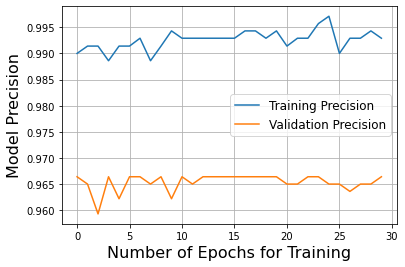 0.995
0.990
0.985
0.980
0.975
0.970
0.965
0.960
Model Precision
Training Precision
Validation Precision
0 5 10 15 20 25 30
Number of Epochs for Training